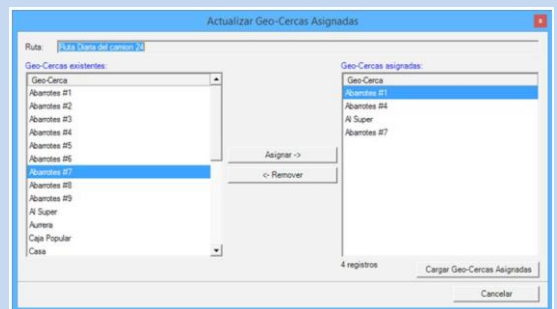 Actualizar Geo-Cercas Asignadas
Ruta: Ruta Diaria del camion 24
Geo-Cercas existentes:
Geo-Cerca
Abarrotes #1
Abarrotes #2
Abarrotes #3
Abarrotes #4
Abarrotes #5
Abarrotes #6
Abarrotes #7
Abarrotes #8
Abarrotes #9
Al Super
Aurrera
Caja Popular
Casa
Asignar ->
<- Remover
Geo-Cercas asignadas:
Geo-Cerca
Abarrotes #1
Abarrotes #4
Al Super
Abarrotes #7
4 registros
Cargar Geo-Cercas Asignadas
Cancelar